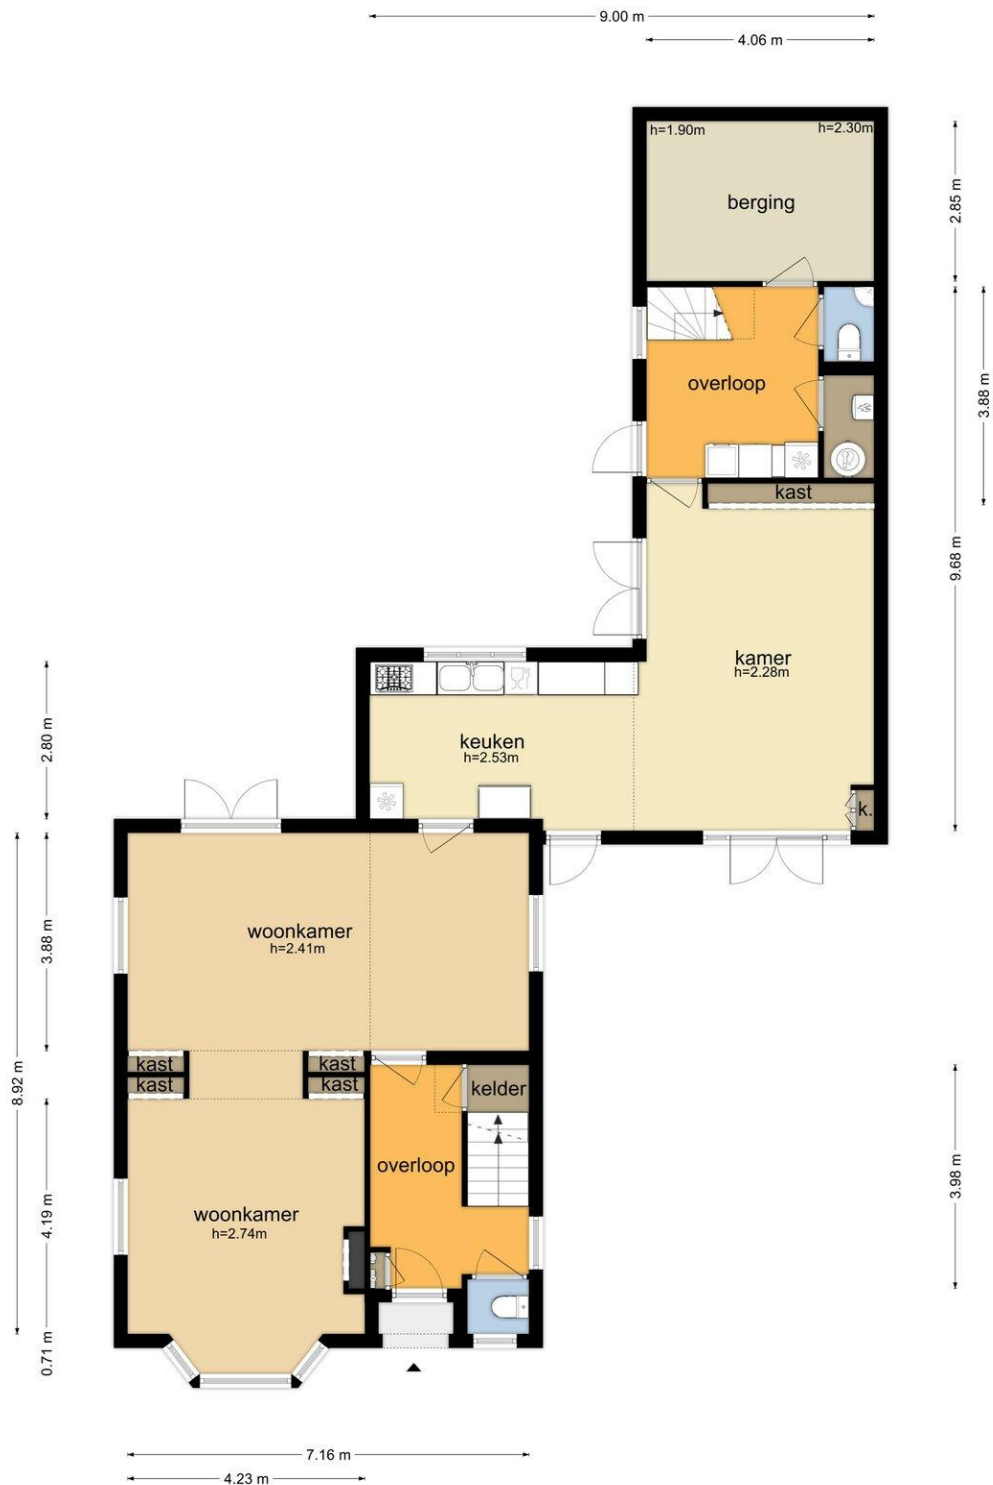 9.00 m
4.06 m
h=1.90m
h=2.30m
berging
2.85 m
overloop
3.88 m
kast
9.68 m
kamer
h=2.28m
2.80 m
keuken
h=2.53m
k.
woonkamer
h=2.41m
3.88 m
8.92 m
kast
kast
kast
kast
kelder
overloop
3.98 m
4.19 m
woonkamer
h=2.74m
0.71 m
7.16 m
4.23 m